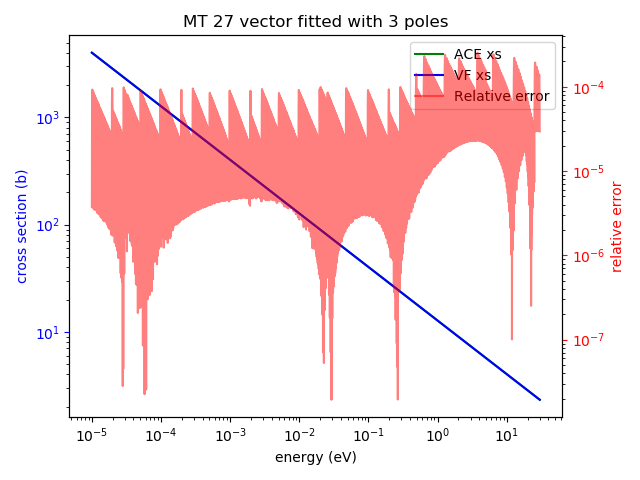 MT 27 vector fitted with 3 poles
ACE xs
VF xs
Relative error
cross section (b)
10³
10²
10¹
relative error
10⁻⁴
10⁻⁵
10⁻⁶
10⁻⁷
10⁻⁵ 10⁻⁴ 10⁻³ 10⁻² 10⁻¹ 10⁰ 10¹
energy (eV)